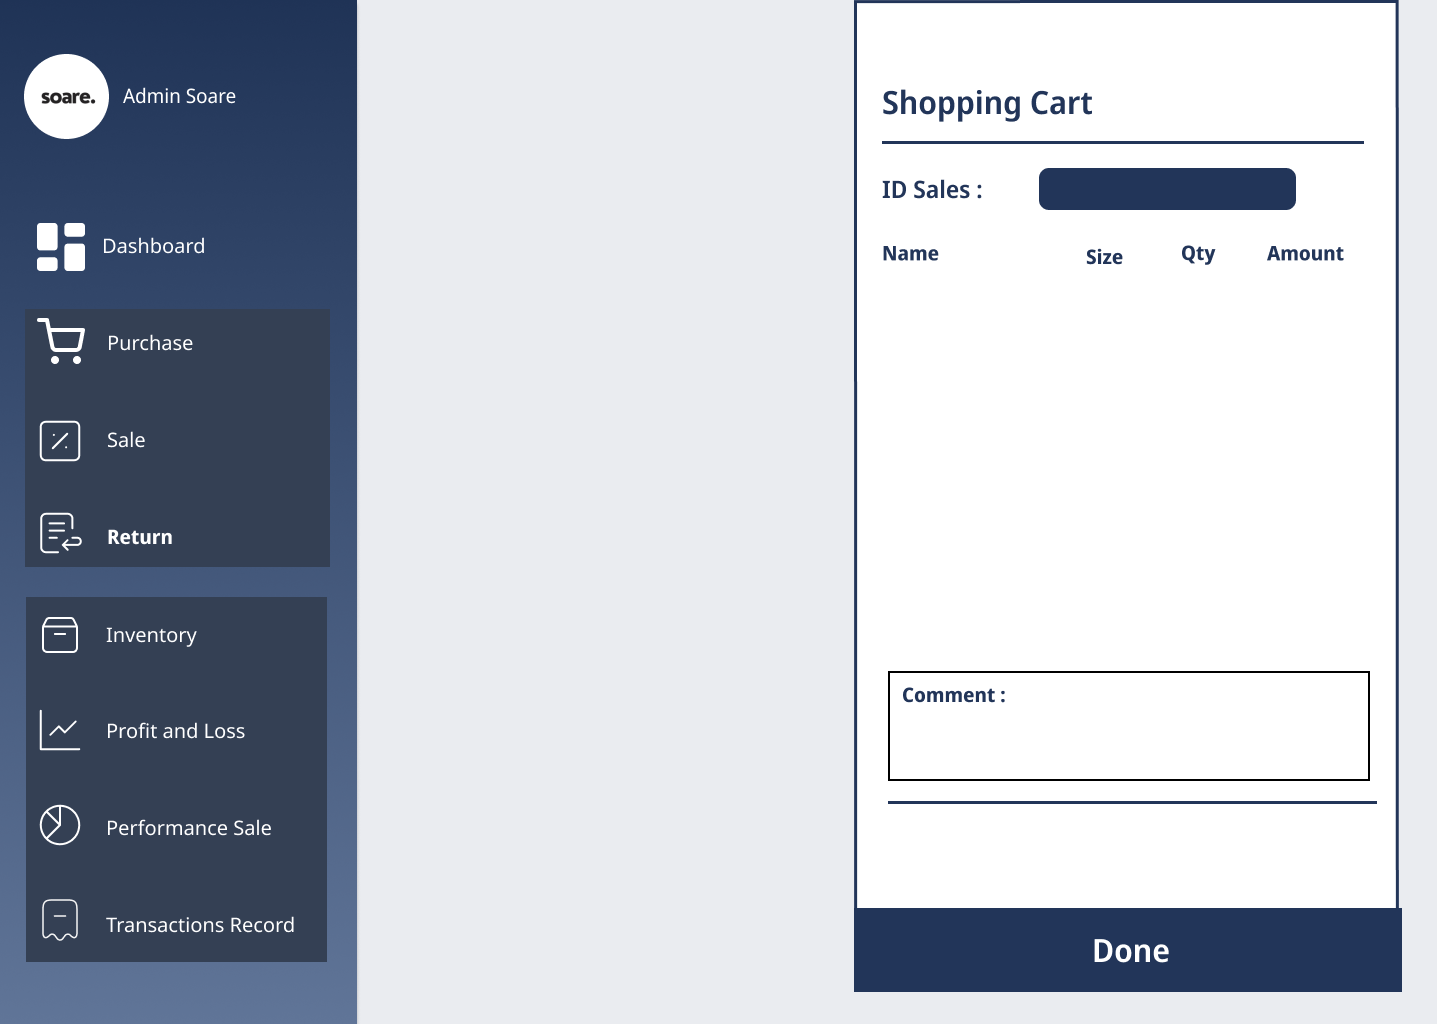 soare.
Admin Soare
Dashboard
Purchase
Sale
Return
Inventory
Profit and Loss
Performance Sale
Transactions Record
Shopping Cart
ID Sales :
Name Size Qty Amount
Comment :
Done